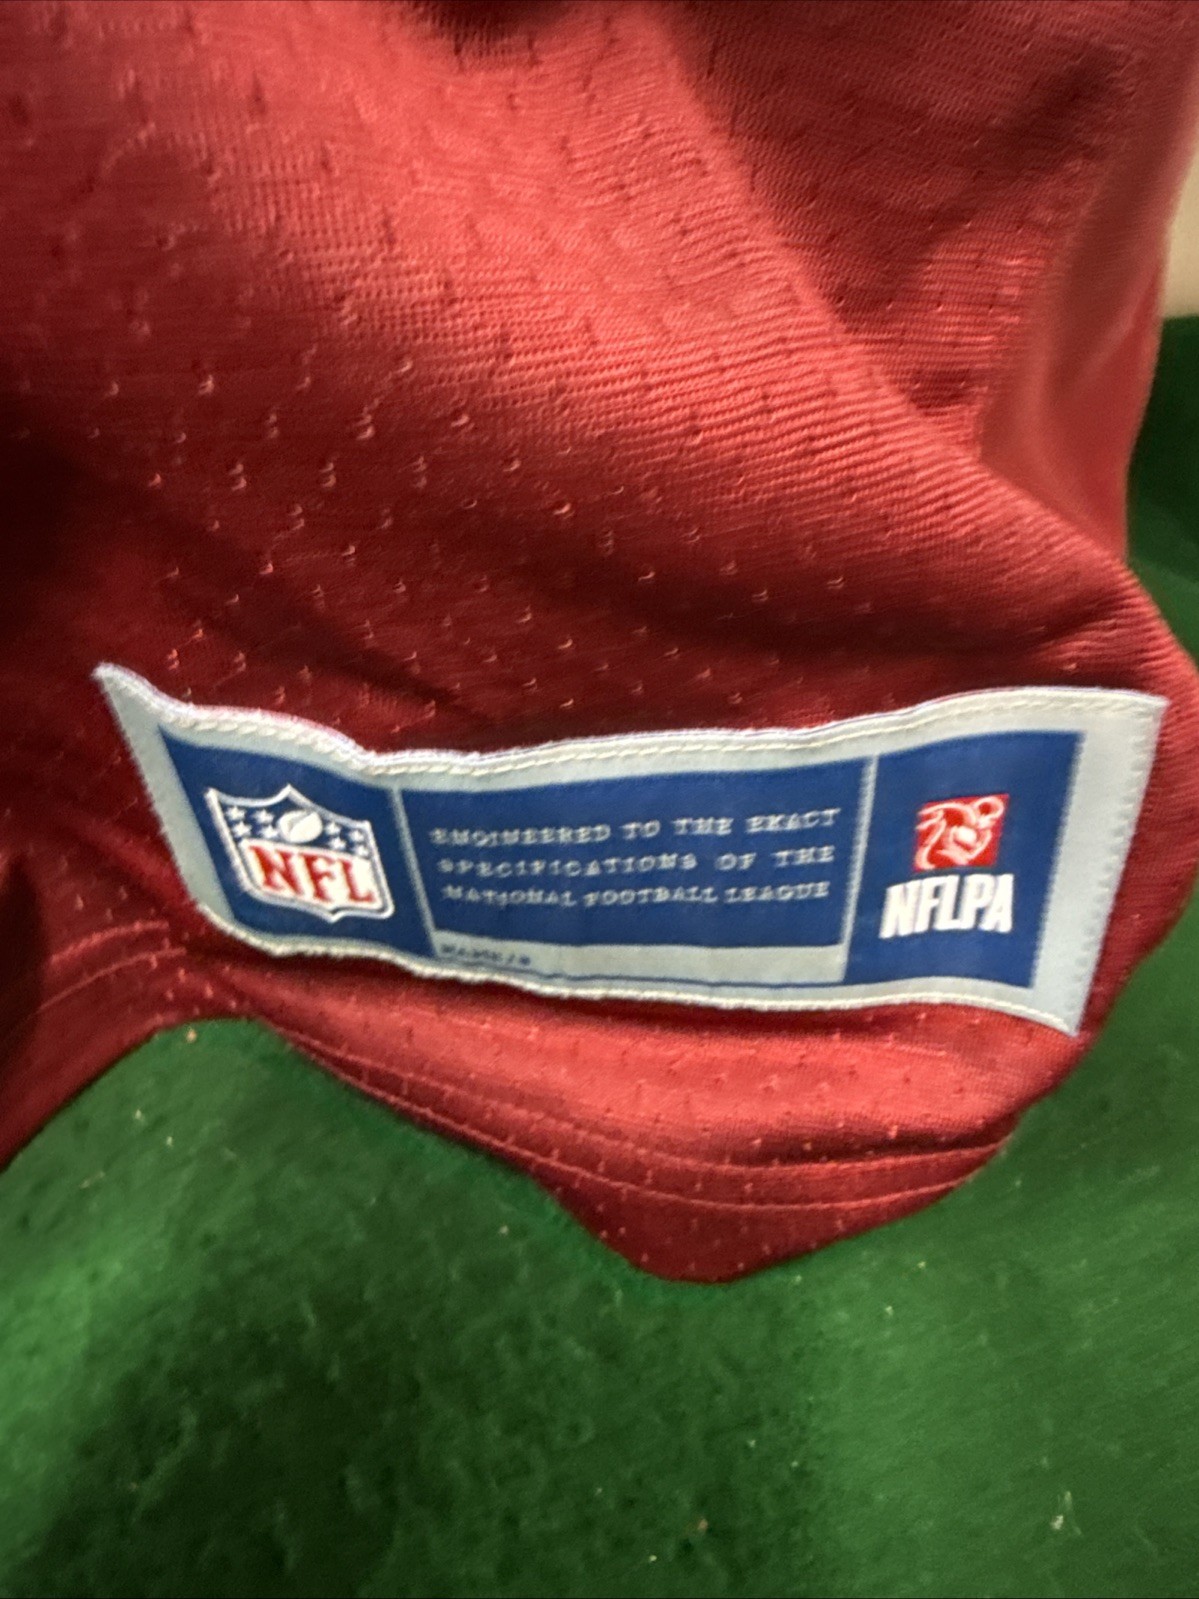 NFL
ENGINEERED TO THE EXACT
SPECIFICATIONS OF THE
NATIONAL FOOTBALL LEAGUE
NFLPA